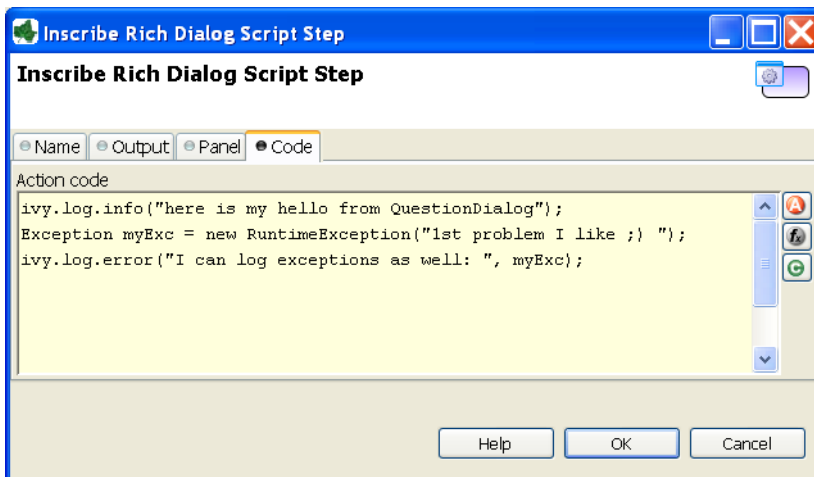 Inscribe Rich Dialog Script Step
Inscribe Rich Dialog Script Step
Name Output Panel Code
Action code
ivy.log.info("here is my hello from QuestionDialog");
Exception myExc = new RuntimeException("1st problem I like ;) ");
ivy.log.error("I can log exceptions as well: ", myExc);
A
fx
C
Help OK Cancel